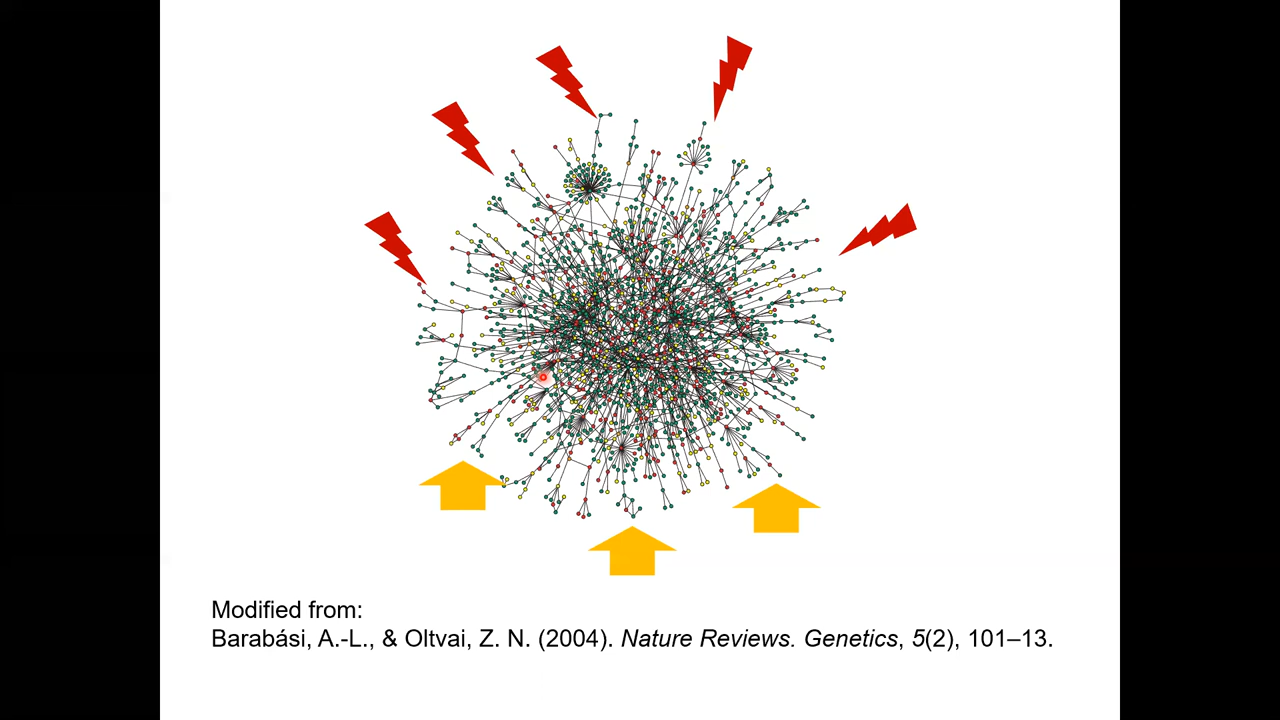 Modified from:
Barabási, A.-L., & Oltvai, Z. N. (2004). Nature Reviews. Genetics, 5(2), 101–13.